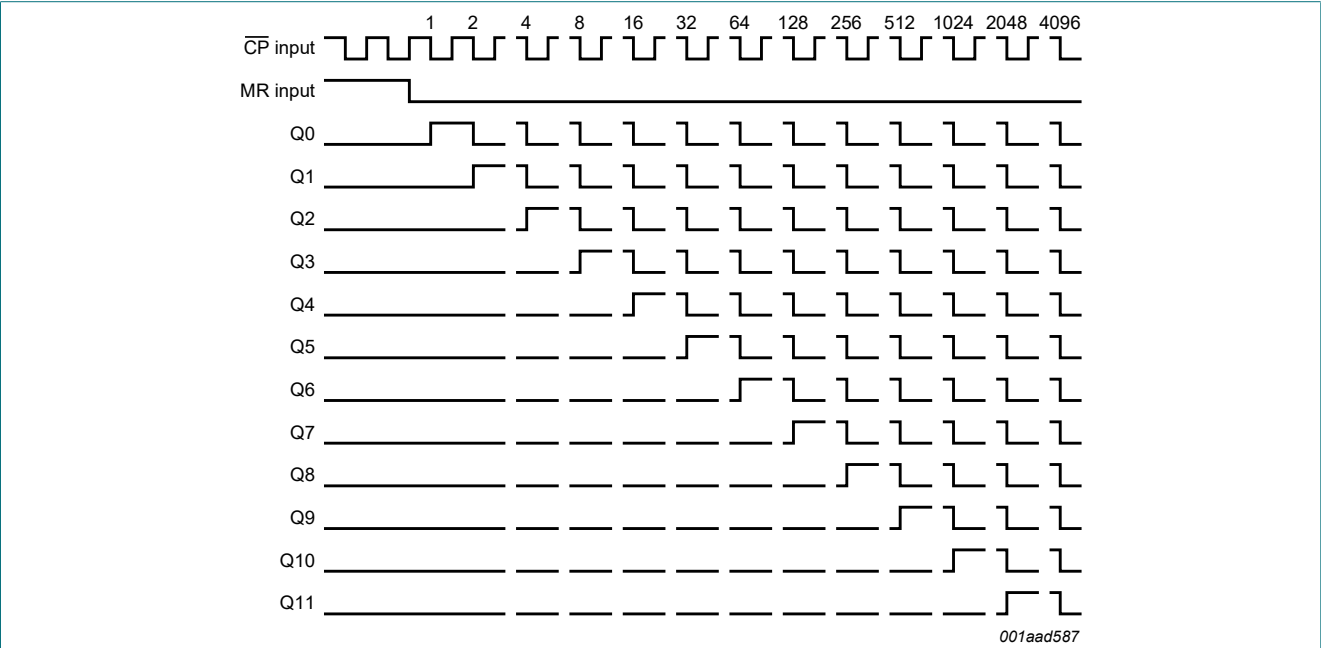 1 2 4 8 16 32 64 128 256 512 1024 2048 4096
C̅P̅ input
MR input
Q0
Q1
Q2
Q3
Q4
Q5
Q6
Q7
Q8
Q9
Q10
Q11
001aad587